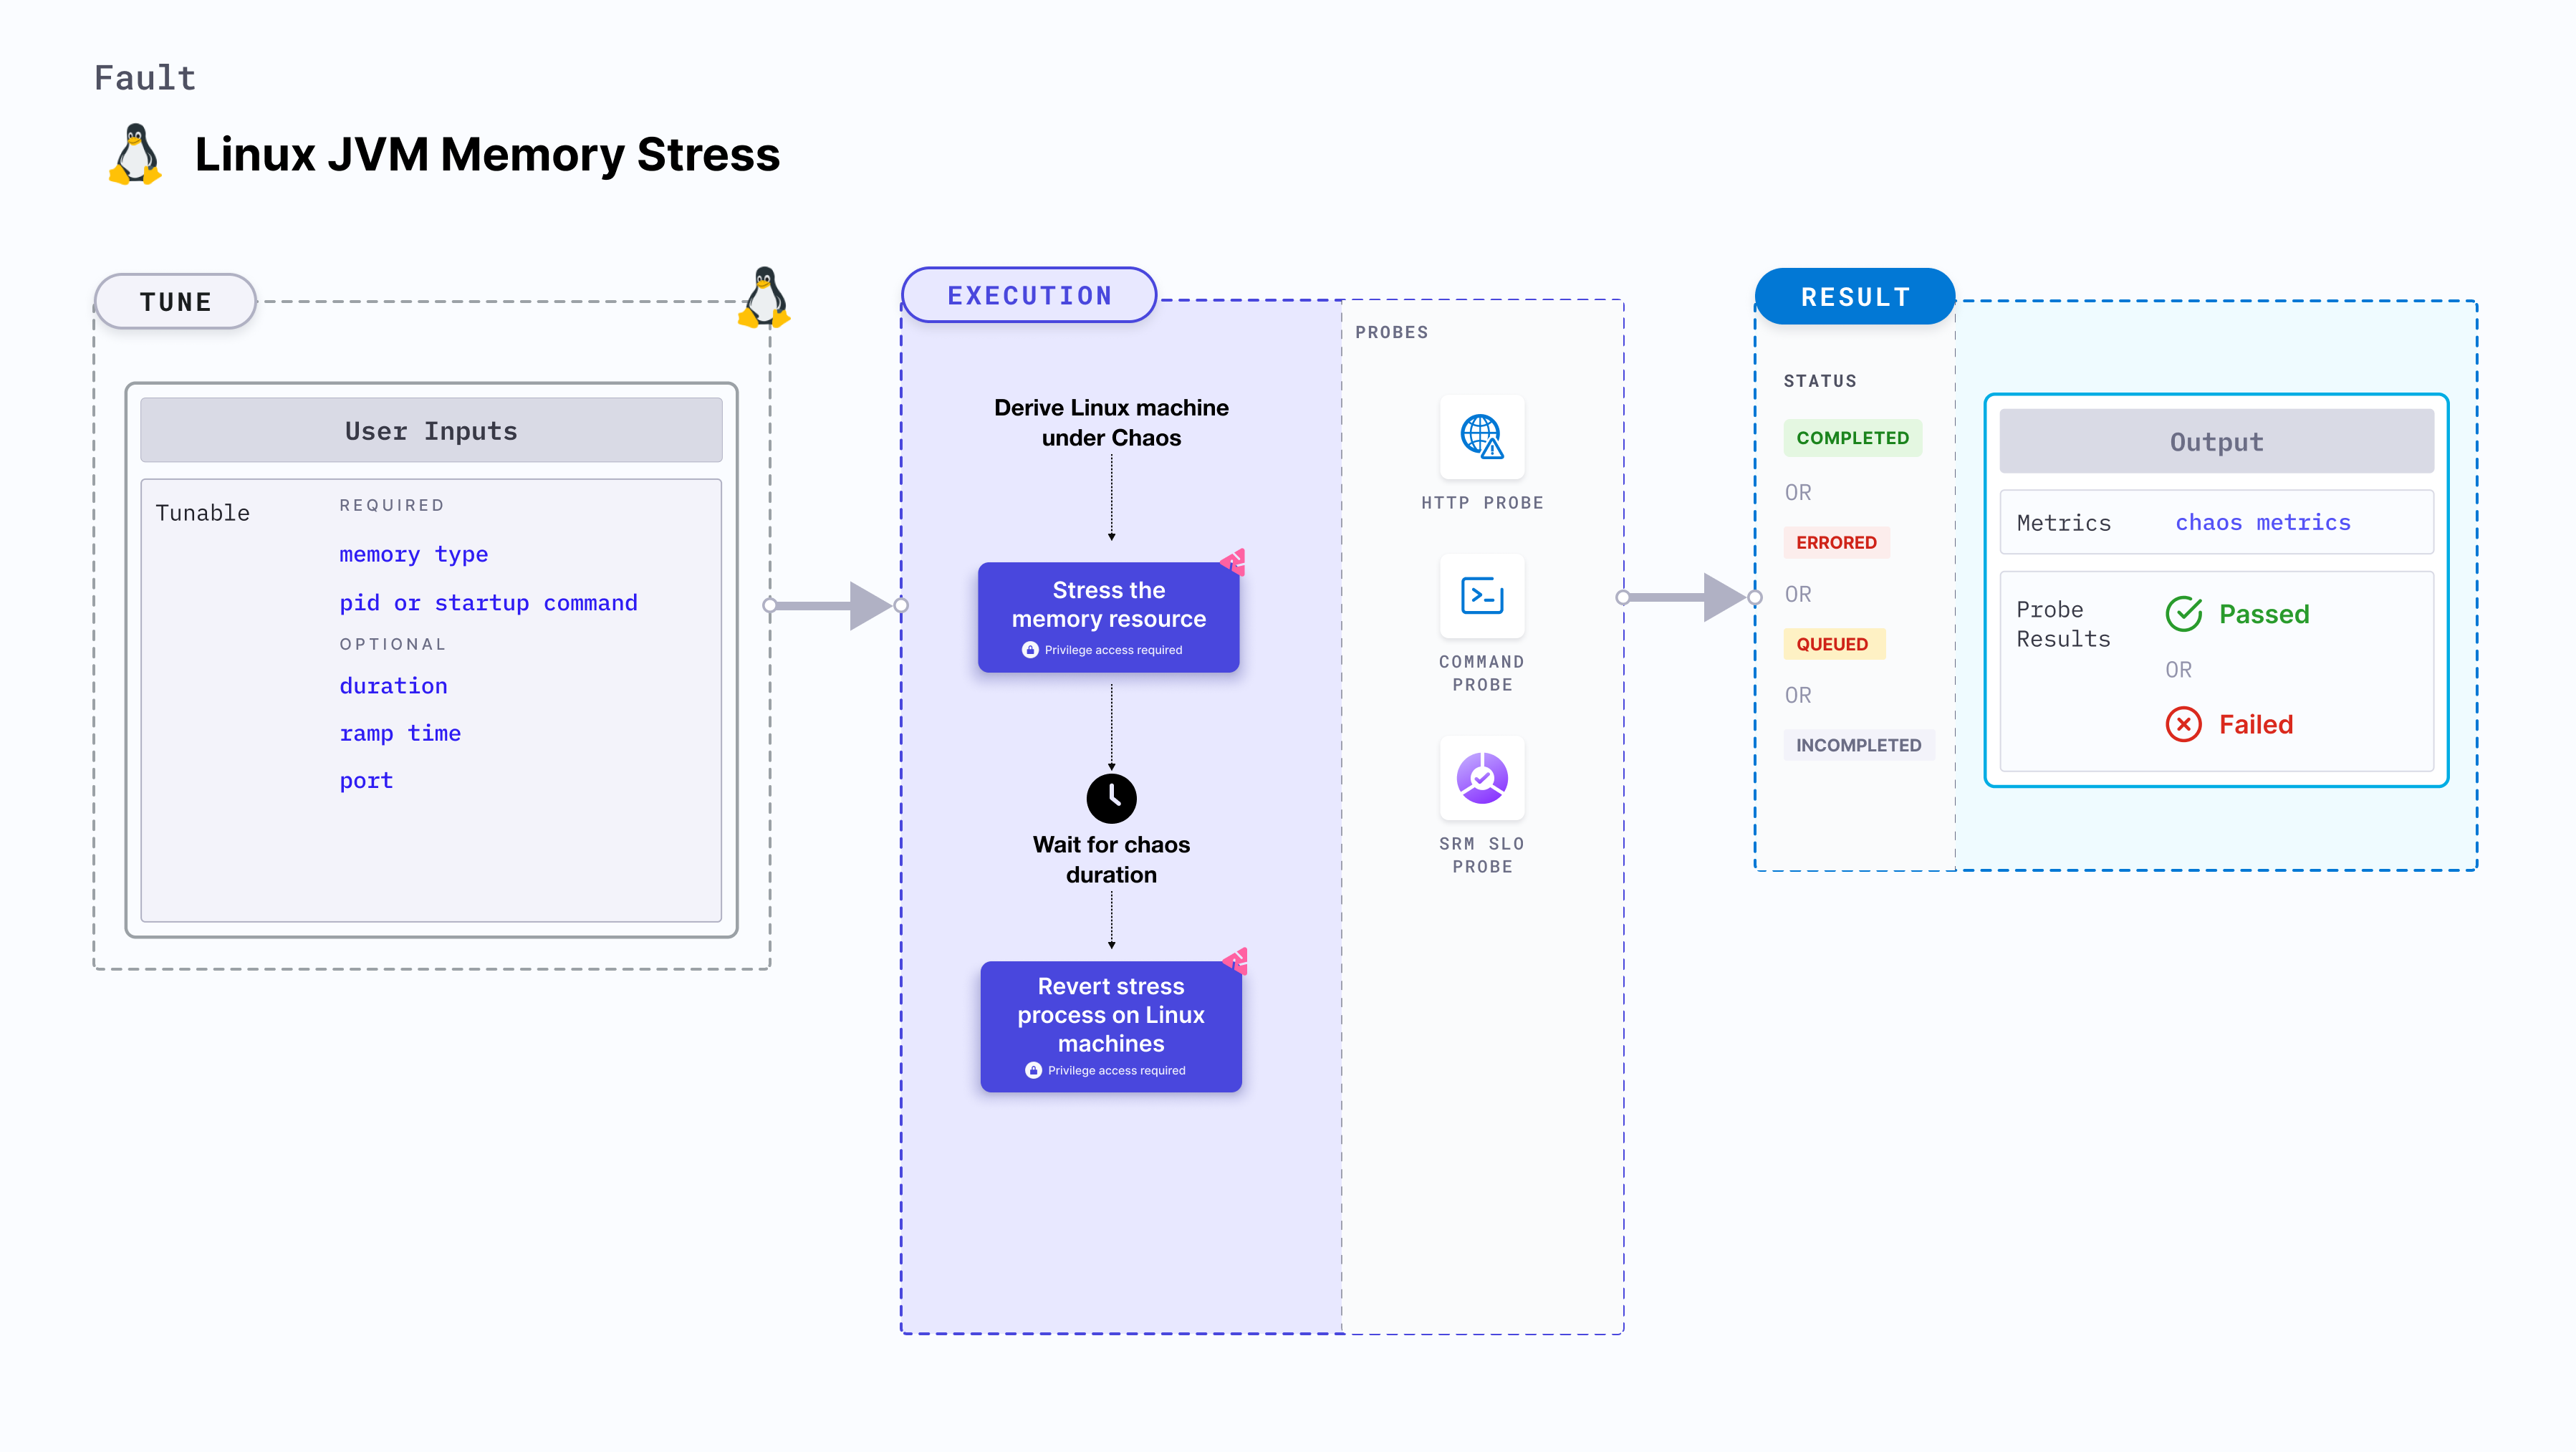 Fault
Linux JVM Memory Stress
TUNE
User Inputs
Tunable
REQUIRED
memory type
pid or startup command
OPTIONAL
duration
ramp time
port
EXECUTION
Derive Linux machine
under Chaos
Stress the
memory resource
Privilege access required
Wait for chaos
duration
Revert stress
process on Linux
machines
Privilege access required
PROBES
HTTP PROBE
COMMAND
PROBE
SRM SLO
PROBE
RESULT
STATUS
COMPLETED
OR
ERRORED
OR
QUEUED
OR
INCOMPLETED
Output
Metrics
chaos metrics
Probe
Results
Passed
OR
Failed